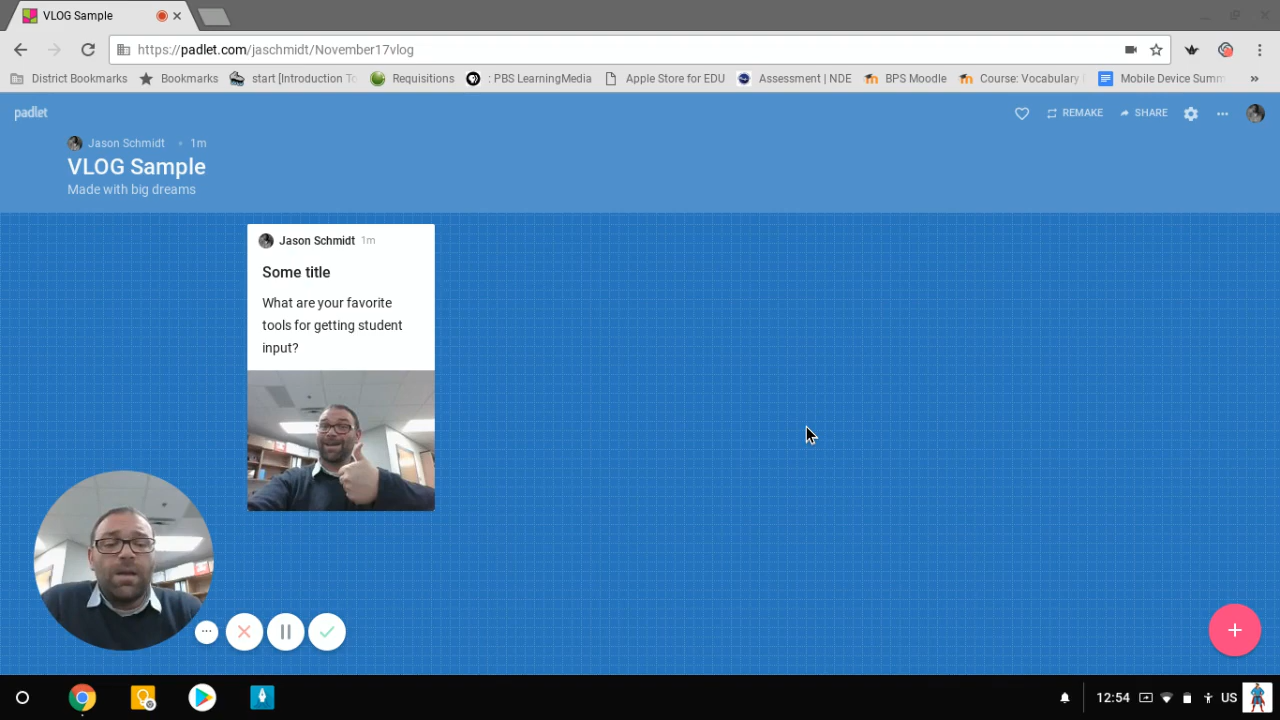 VLOG Sample
https://padlet.com/jaschmidt/November17vlog
District Bookmarks Bookmarks start [Introduction Requisitions : PBS LearningMedia Apple Store for EDU Assessment | NDE BPS Moodle Course: Vocabulary Mobile Device Summ »
padlet REMAKE SHARE
Jason Schmidt • 1m
VLOG Sample
Made with big dreams
Jason Schmidt 1m
Some title
What are your favorite
tools for getting student
input?
12:54 US